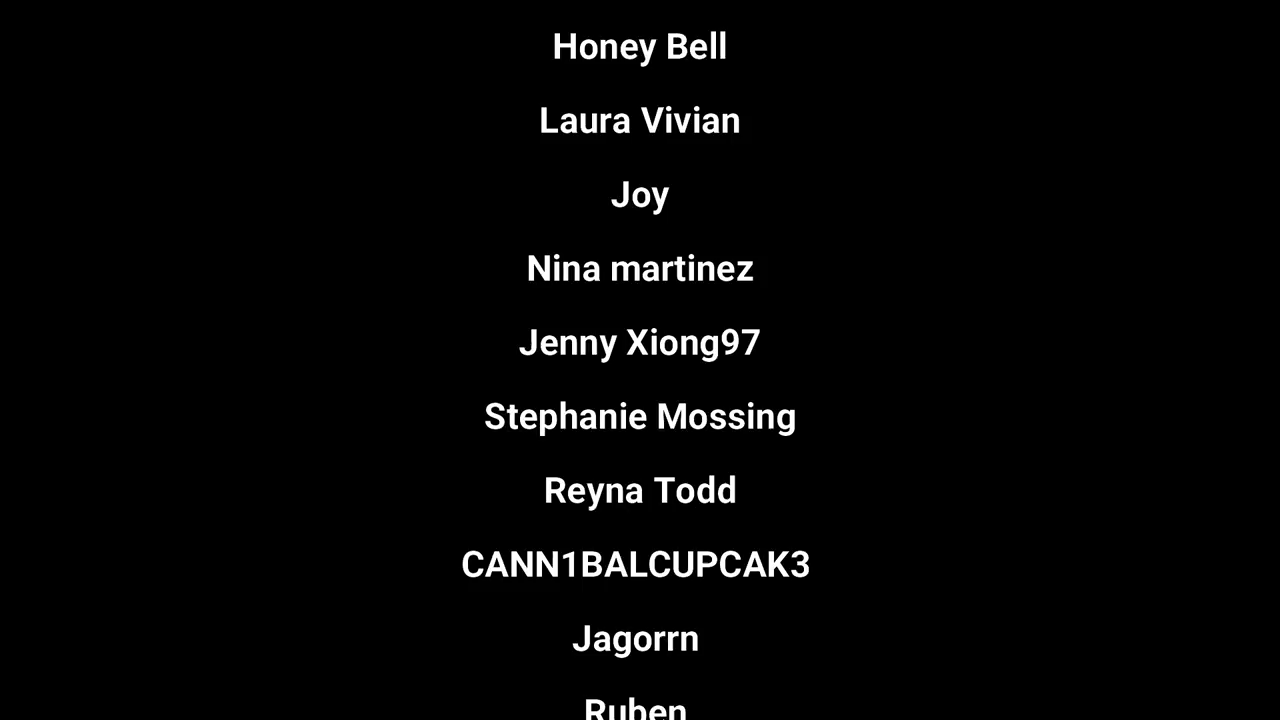 Honey Bell
Laura Vivian
Joy
Nina martinez
Jenny Xiong97
Stephanie Mossing
Reyna Todd
CANN1BALCUPCAK3
Jagorrn
Ruben